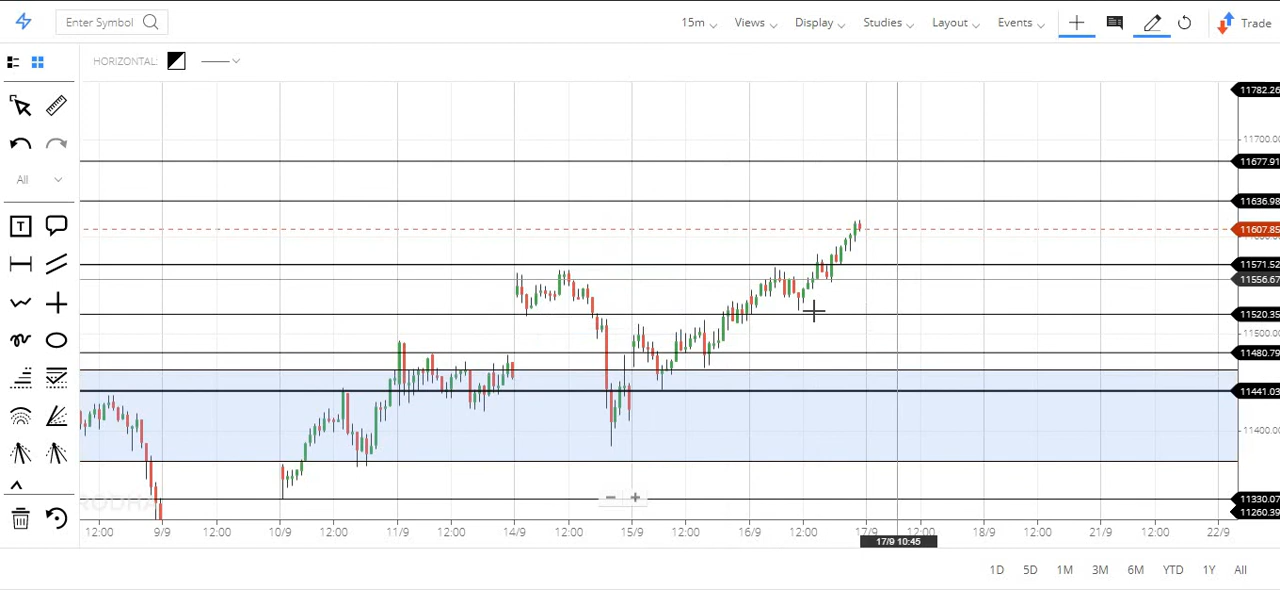 Enter Symbol
15m Views Display Studies Layout Events Trade
HORIZONTAL:
11782.26
11700.00
11677.91
All
11636.98
11607.85
11571.52
11556.67
11520.35
11500.00
11480.79
11441.03
11400.00
11330.07
11260.39
12:00 9/9 12:00 10/9 12:00 11/9 12:00 14/9 12:00 15/9 12:00 16/9 12:00 17/9 12:00 18/9 12:00 21/9 12:00 22/9
17/9 10:45
1D 5D 1M 3M 6M YTD 1Y All